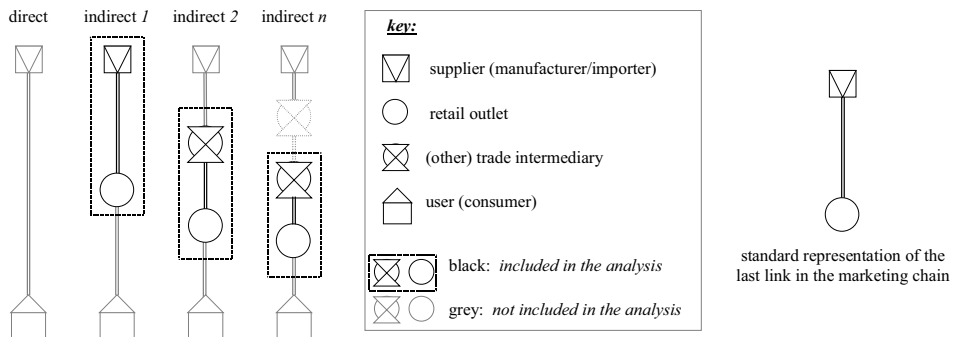 direct
indirect 1
indirect 2
indirect n
key:
supplier (manufacturer/importer)
retail outlet
(other) trade intermediary
user (consumer)
black: included in the analysis
grey: not included in the analysis
standard representation of the
last link in the marketing chain